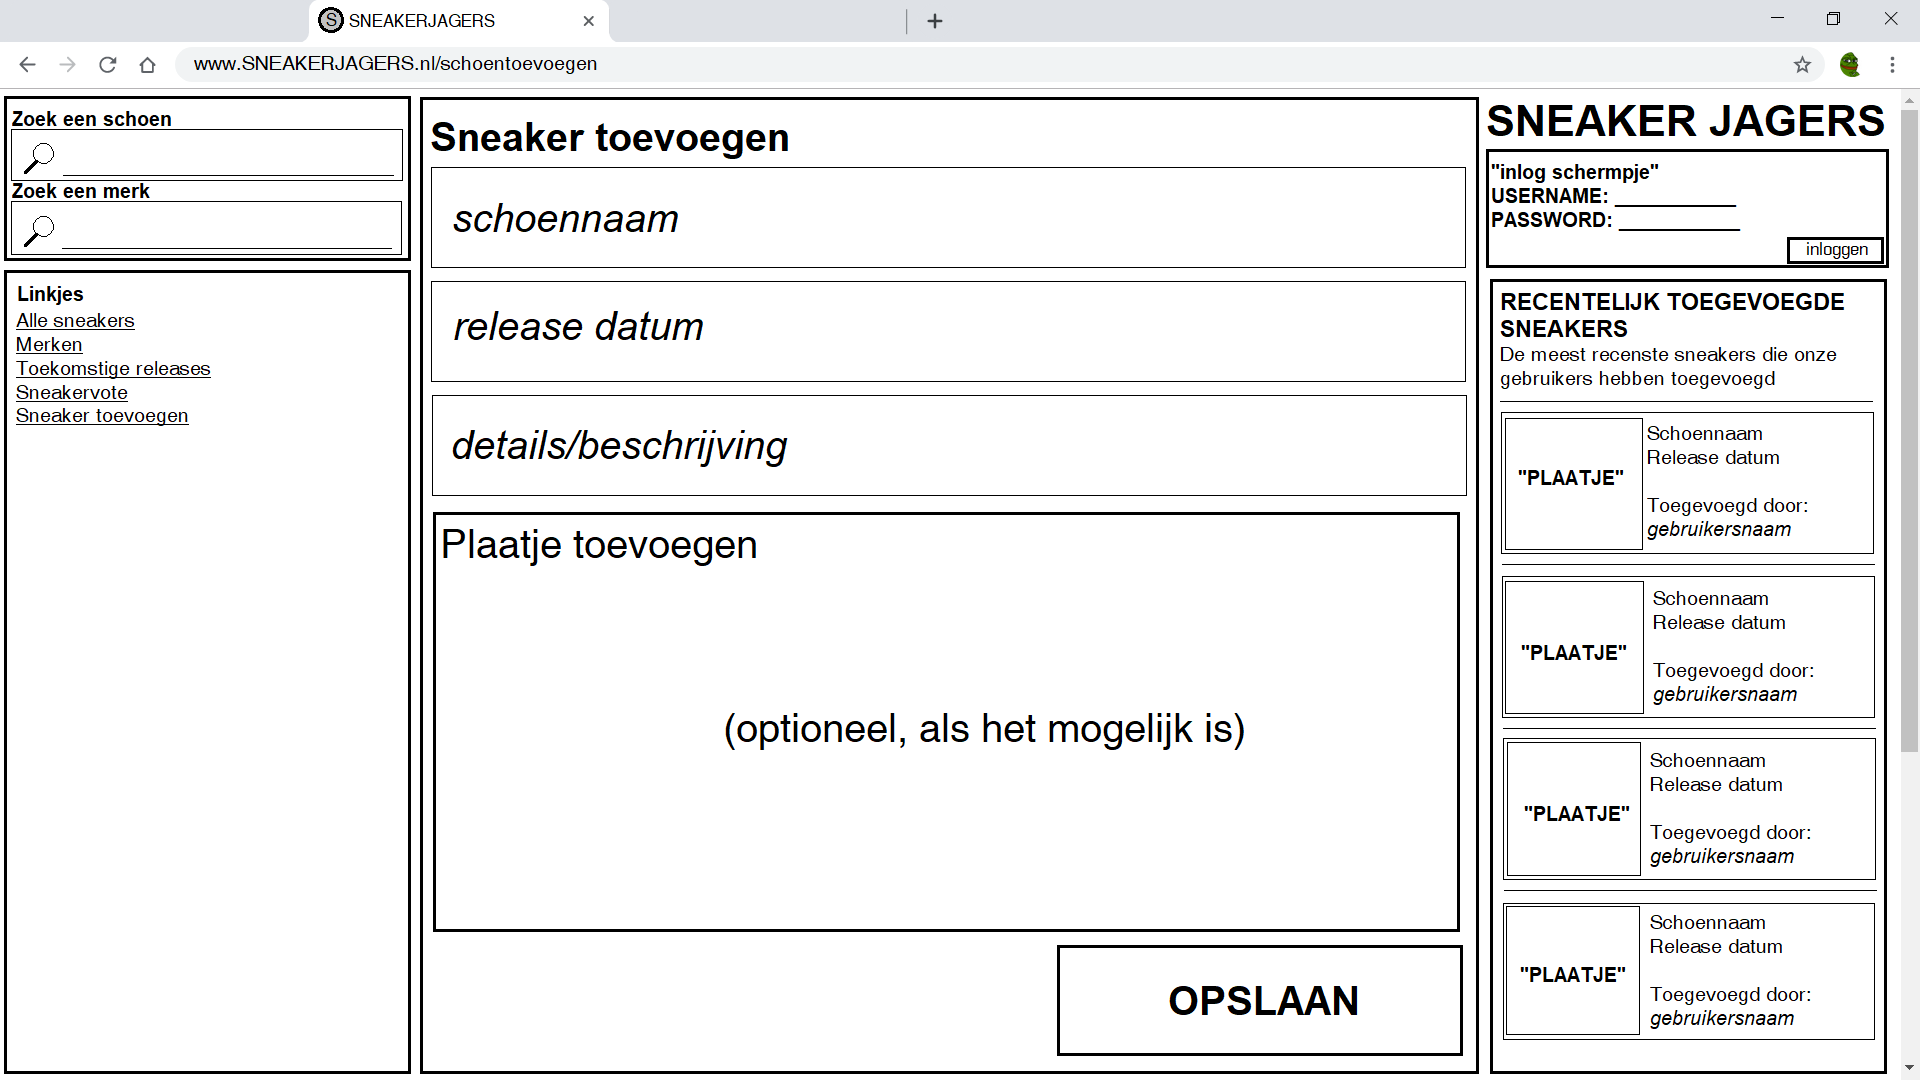 S SNEAKERJAGERS
www.SNEAKERJAGERS.nl/schoentoevoegen
Zoek een schoen
Zoek een merk
Linkjes
Alle sneakers
Merken
Toekomstige releases
Sneakervote
Sneaker toevoegen
Sneaker toevoegen
schoennaam
release datum
details/beschrijving
Plaatje toevoegen
(optioneel, als het mogelijk is)
OPSLAAN
SNEAKER JAGERS
"inlog schermpje"
USERNAME: ___________
PASSWORD: ___________
inloggen
RECENTELIJK TOEGEVOEGDE
SNEAKERS
De meest recenste sneakers die onze
gebruikers hebben toegevoegd
"PLAATJE"
Schoennaam
Release datum
Toegevoegd door:
gebruikersnaam
"PLAATJE"
Schoennaam
Release datum
Toegevoegd door:
gebruikersnaam
"PLAATJE"
Schoennaam
Release datum
Toegevoegd door:
gebruikersnaam
"PLAATJE"
Schoennaam
Release datum
Toegevoegd door:
gebruikersnaam